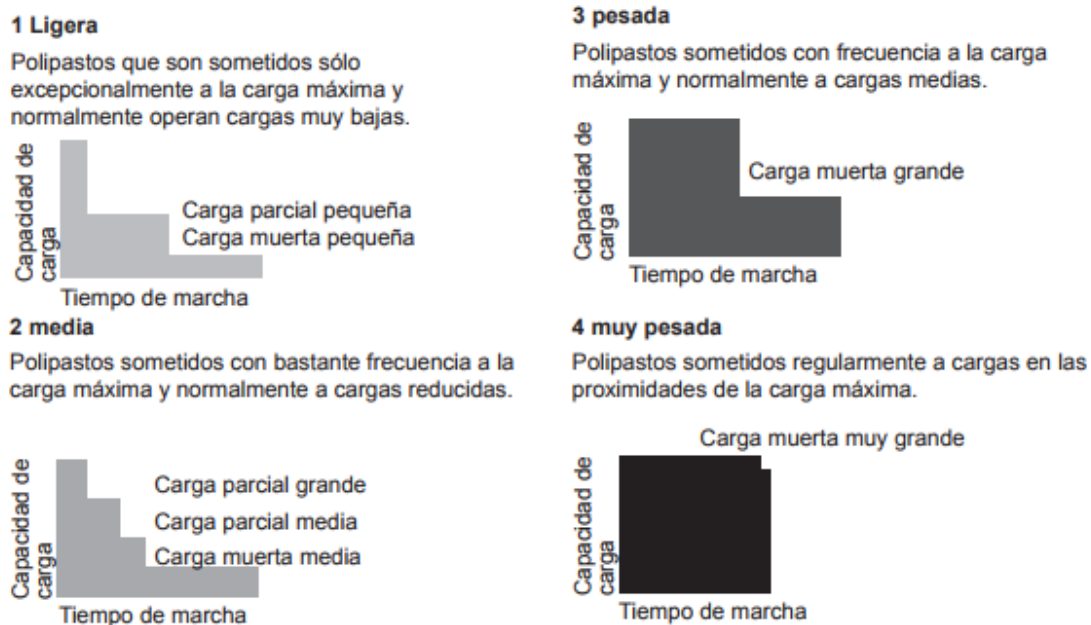 1 Ligera
Polipastos que son sometidos sólo
excepcionalmente a la carga máxima y
normalmente operan cargas muy bajas.
Capacidad de
carga
Carga parcial pequeña
Carga muerta pequeña
Tiempo de marcha
2 media
Polipastos sometidos con bastante frecuencia a la
carga máxima y normalmente a cargas reducidas.
Capacidad de
carga
Carga parcial grande
Carga parcial media
Carga muerta media
Tiempo de marcha
3 pesada
Polipastos sometidos con frecuencia a la carga
máxima y normalmente a cargas medias.
Capacidad de
carga
Carga muerta grande
Tiempo de marcha
4 muy pesada
Polipastos sometidos regularmente a cargas en las
proximidades de la carga máxima.
Carga muerta muy grande
Capacidad de
carga
Tiempo de marcha